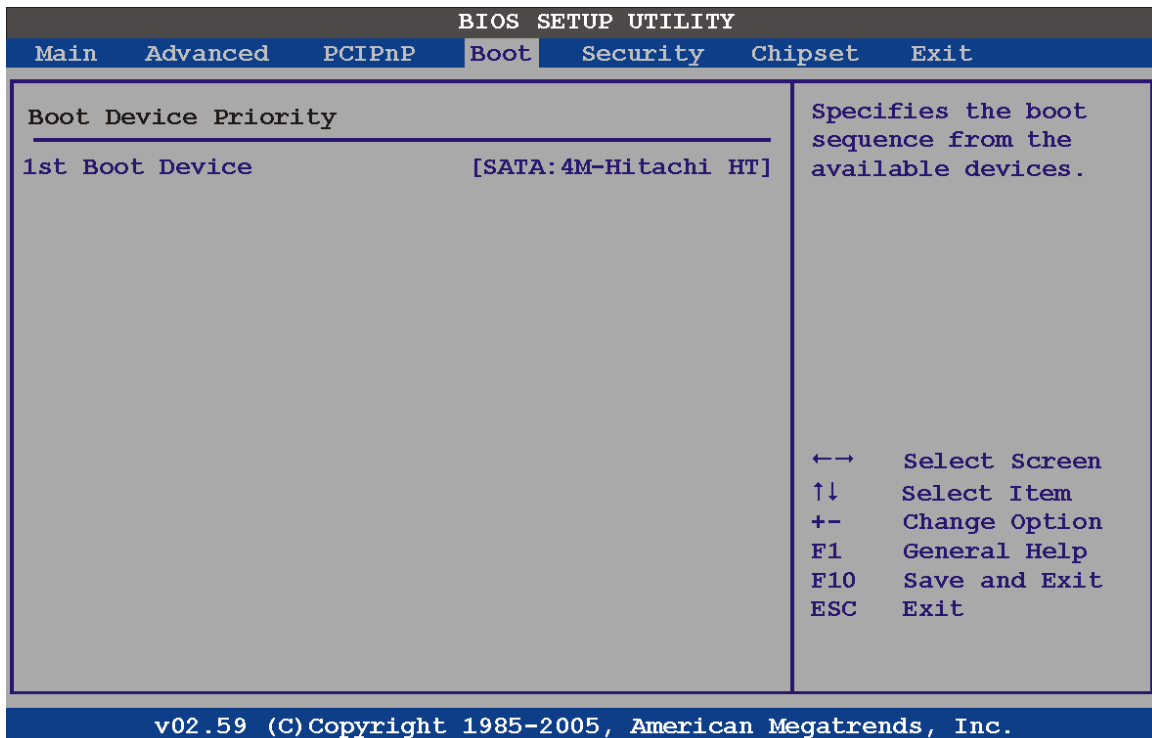 BIOS SETUP UTILITY
Main Advanced PCIPnP Boot Security Chipset Exit
Boot Device Priority
1st Boot Device [SATA:4M-Hitachi HT]
Specifies the boot
sequence from the
available devices.
←→ Select Screen
↑↓ Select Item
+- Change Option
F1 General Help
F10 Save and Exit
ESC Exit
v02.59 (C)Copyright 1985-2005, American Megatrends, Inc.